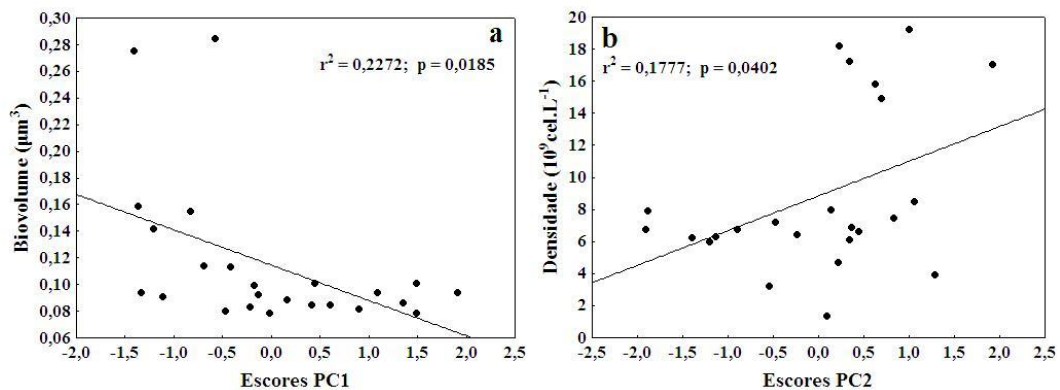 a
r² = 0,2272; p = 0,0185
Biovolume (µm³)
0,30
0,28
0,26
0,24
0,22
0,20
0,18
0,16
0,14
0,12
0,10
0,08
0,06
-2,0 -1,5 -1,0 -0,5 0,0 0,5 1,0 1,5 2,0 2,5
Escores PC1
b
r² = 0,1777; p = 0,0402
Densidade (10⁹cel.L⁻¹)
20
18
16
14
12
10
8
6
4
2
0
-2,5 -2,0 -1,5 -1,0 -0,5 0,0 0,5 1,0 1,5 2,0 2,5
Escores PC2